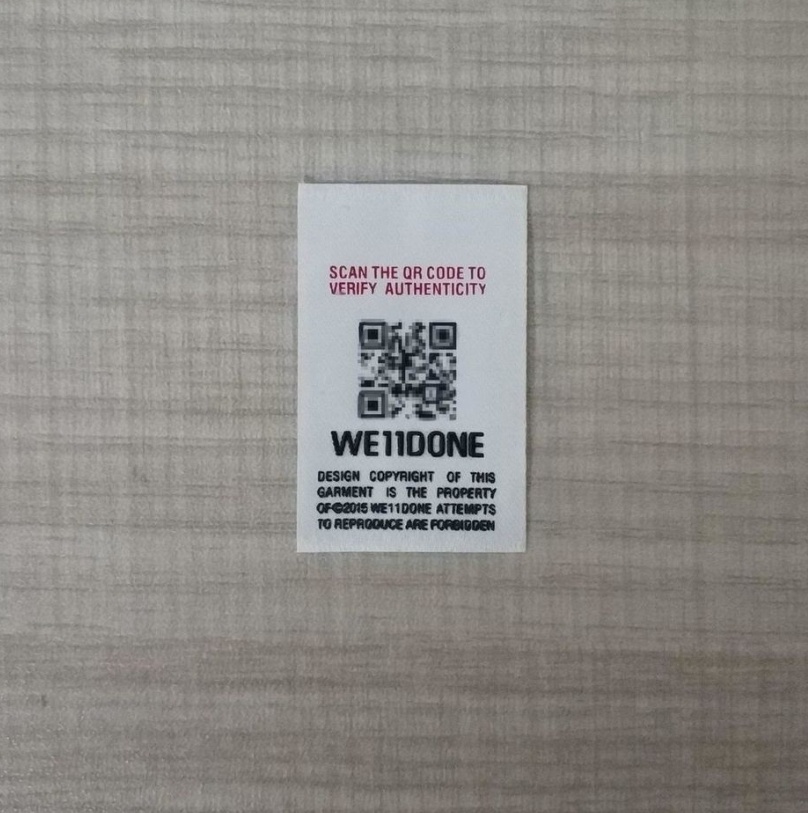 SCAN THE QR CODE TO
VERIFY AUTHENTICITY
WE11DONE
DESIGN COPYRIGHT OF THIS
GARMENT IS THE PROPERTY
OF©2015 WE11DONE ATTEMPTS
TO REPRODUCE ARE FORBIDDEN